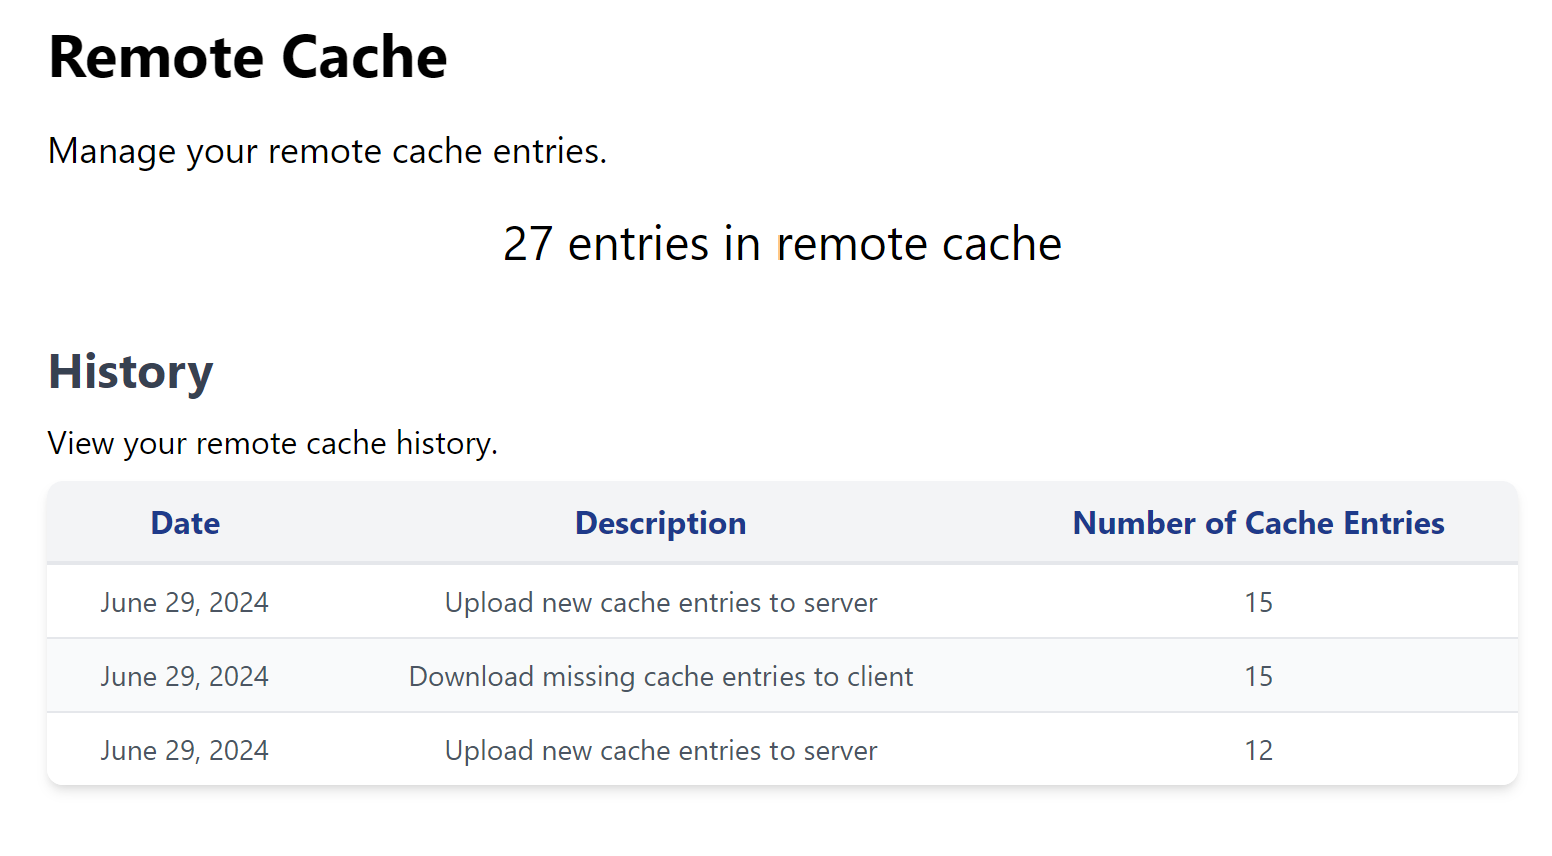 Remote Cache
Manage your remote cache entries.
27 entries in remote cache
History
View your remote cache history.
Date Description Number of Cache Entries
June 29, 2024 Upload new cache entries to server 15
June 29, 2024 Download missing cache entries to client 15
June 29, 2024 Upload new cache entries to server 12